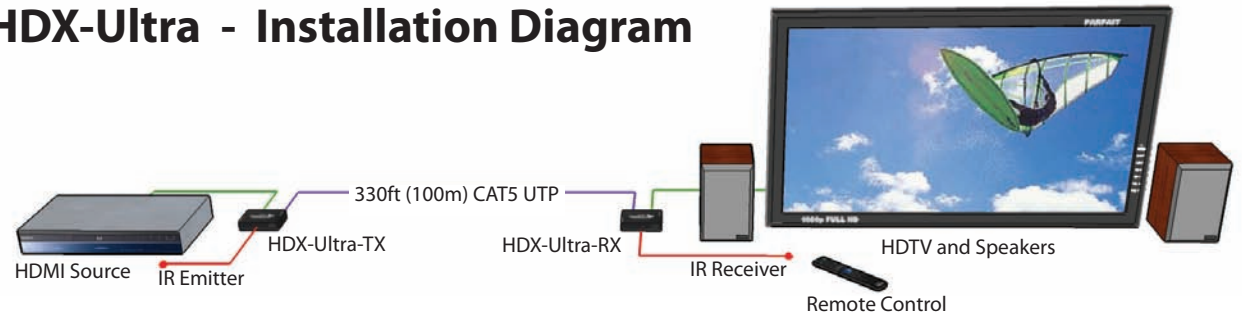 HDX-Ultra - Installation Diagram
PARFAIT
330ft (100m) CAT5 UTP
HDX-Ultra-TX
HDX-Ultra-RX
HDTV and Speakers
1080p FULL HD
HDMI Source
IR Emitter
IR Receiver
Remote Control